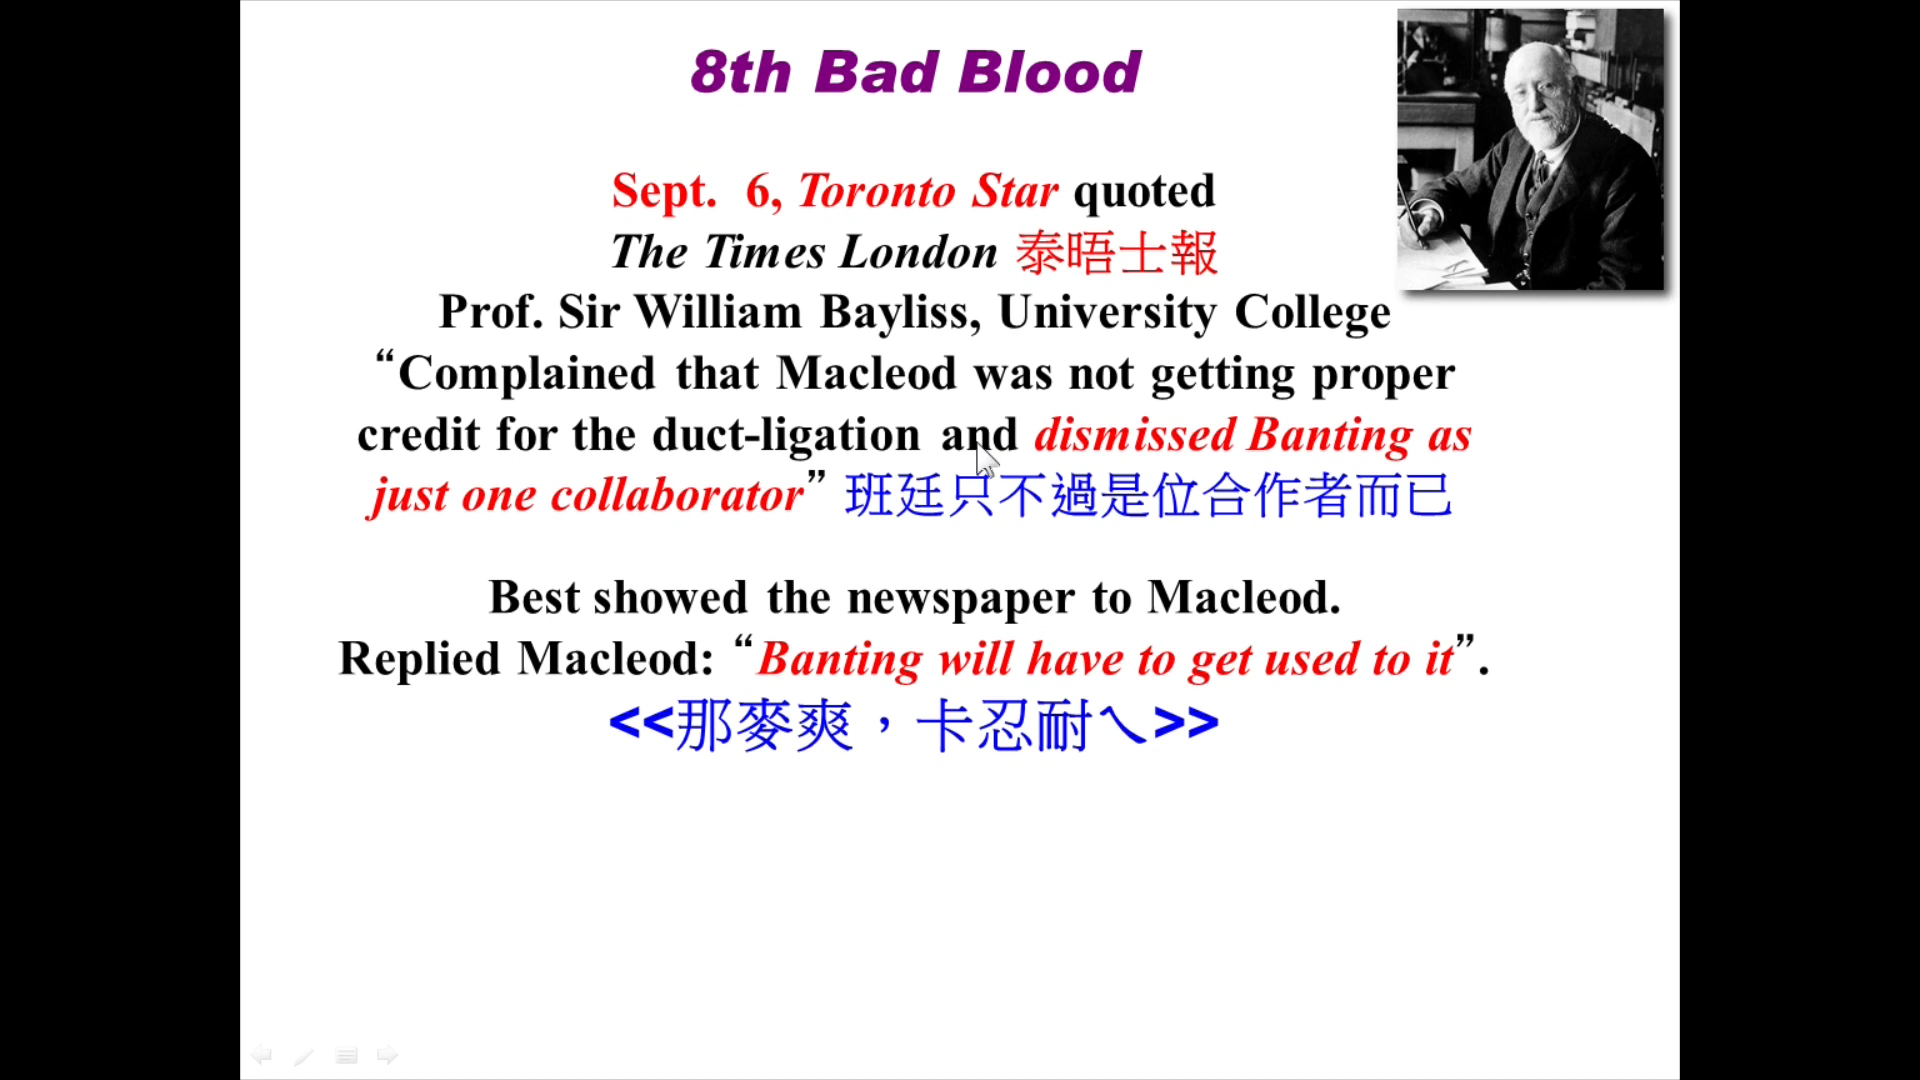 8th Bad Blood
Sept. 6, Toronto Star quoted
The Times London 泰晤士報
Prof. Sir William Bayliss, University College
“Complained that Macleod was not getting proper
credit for the duct-ligation and dismissed Banting as
just one collaborator” 班廷只不過是位合作者而已
Best showed the newspaper to Macleod.
Replied Macleod: “Banting will have to get used to it”.
<<那麥爽，卡忍耐ㄟ>>